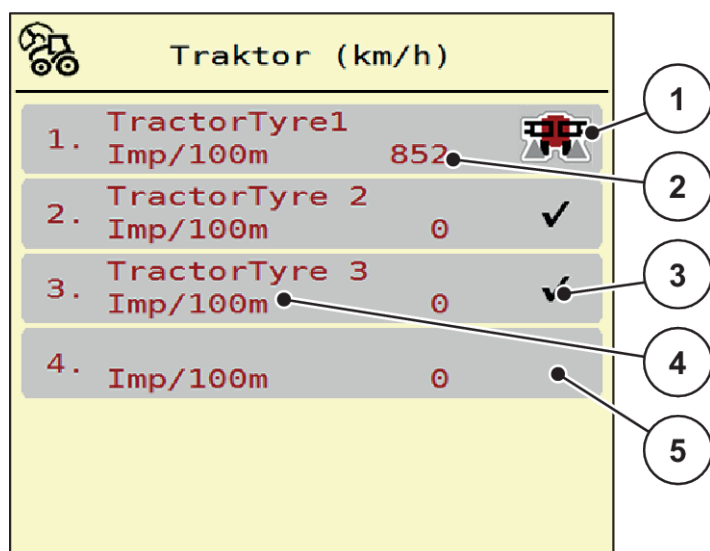 Traktor (km/h)
1. TractorTyre1
Imp/100m 852
2. TractorTyre 2
Imp/100m 0
3. TractorTyre 3
Imp/100m 0
4.
Imp/100m 0
1
2
3
4
5